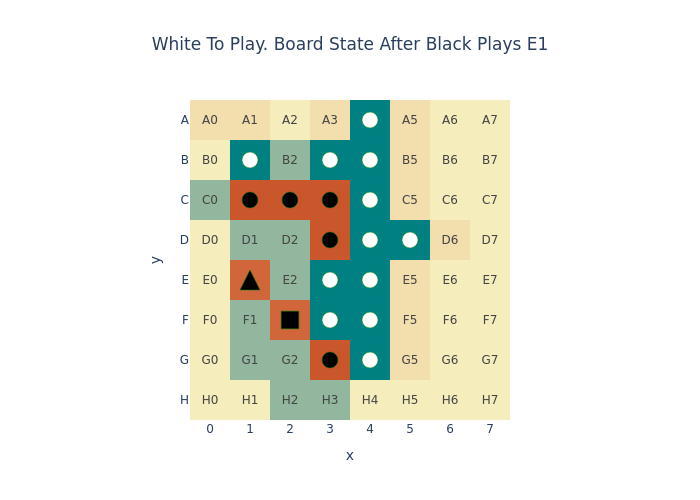 White To Play. Board State After Black Plays E1
A A0 A1 A2 A3 A5 A6 A7
B B0 B2 B5 B6 B7
C C0 C5 C6 C7
D D0 D1 D2 D6 D7
y
E E0 E2 E5 E6 E7
F F0 F1 F5 F6 F7
G G0 G1 G2 G5 G6 G7
H H0 H1 H2 H3 H4 H5 H6 H7
0 1 2 3 4 5 6 7
x